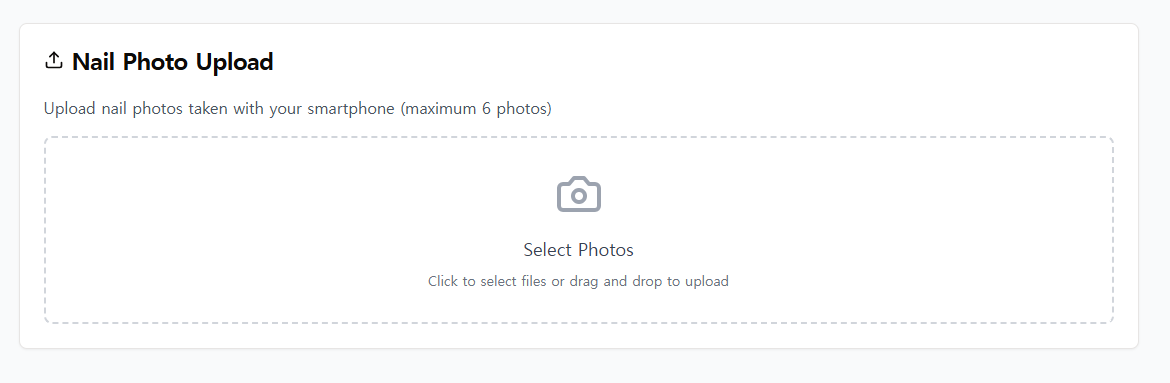 Nail Photo Upload
Upload nail photos taken with your smartphone (maximum 6 photos)
Select Photos
Click to select files or drag and drop to upload